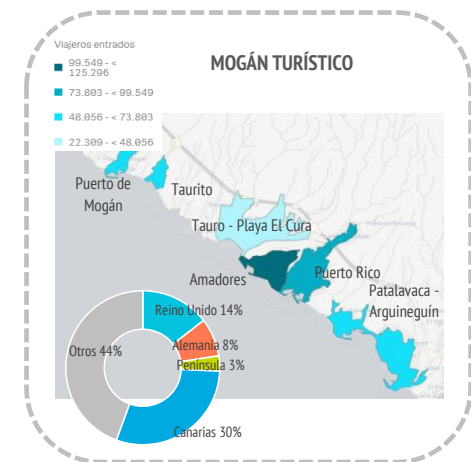 Viajeros entrados
99.549 - <
125.296
73.803 - < 99.549
48.056 - < 73.803
22.309 - < 48.056
MOGÁN TURÍSTICO
Puerto de
Mogán
Taurito
Tauro - Playa El Cura
Amadores
Puerto Rico
Patalavaca -
Arguineguín
Reino Unido 14%
Alemania 8%
Península 3%
Otros 44%
Canarias 30%